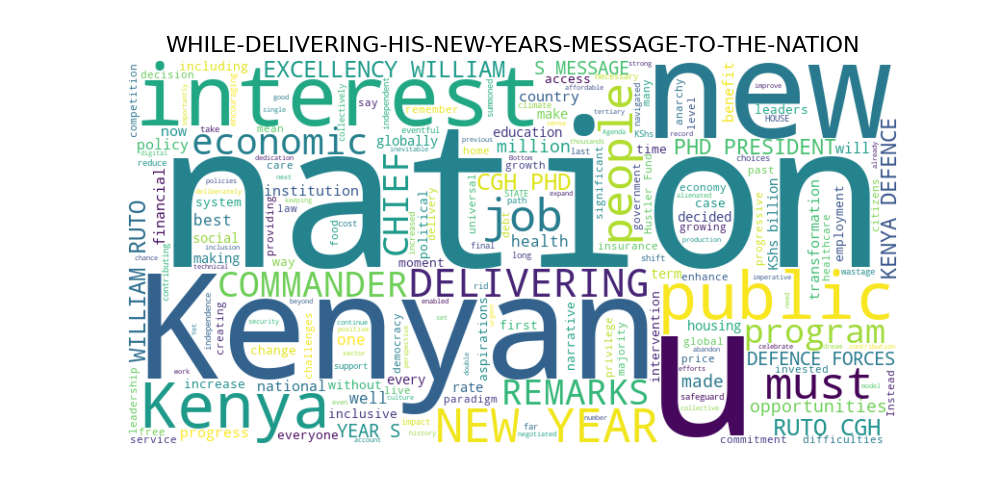 WHILE-DELIVERING-HIS-NEW-YEARS-MESSAGE-TO-THE-NATION
nation
Kenyan
new
u
interest
Kenya
public
people
must
job
NEW YEAR
DELIVERING
COMMANDER
REMARKS
economic
program
CHIEF
EXCELLENCY WILLIAM
S MESSAGE
CGH PHD
PHD PRESIDENT
KENYA DEFENCE
DEFENCE FORCES
RUTO CGH
WILLIAM RUTO
YEAR S
million
institution
health
education
opportunities
housing
made
transformation
employment
KShs billion
healthcare
progressive
benefit
leaders
will
time
level
anarchy
many
country
access
make
now
policy
including
decision
competition
financial
system
best
social
making
providing
law
care
way
political
delivery
moment
debt
growth
globally
say
remember
mean
home
universal
significant
government
Hustler Fund
insurance
economy
case
decided
growing
past
choices
citizens
wastage
enhance
term
shift
global
price
invested
safeguard
intervention
privilege
majority
narrative
aspirations
first
democracy
every
rate
paradigm
without
live
well
inclusive
national
increase
everyone
progress
service
free
leadership
creating
change
challenges
one
independence
contributing
chance
technical
inclusion
policies
deliberately
dedication
next
keeping
food
cost
increased
STATE
path
Bottom
expand
final
long
rid
enabled
set
beyond
security
continue
positive
sector
support
culture
even
account
history
impact
far
number
negotiated
double
perspective
commitment
difficulties
Instead
model
contribution
dream
celebrate
efforts
abandon
collective
need
imperative
production
alienated
already
improve
HOUSE
record
KShs
navigated
necessary
strong
affordable
climate
tertiary
Agenda
thousands
last
previous
inevitable
eventful
collectively
independent
summoned
good
single
encouraging
importantly
take
digital
reduce
yet
work